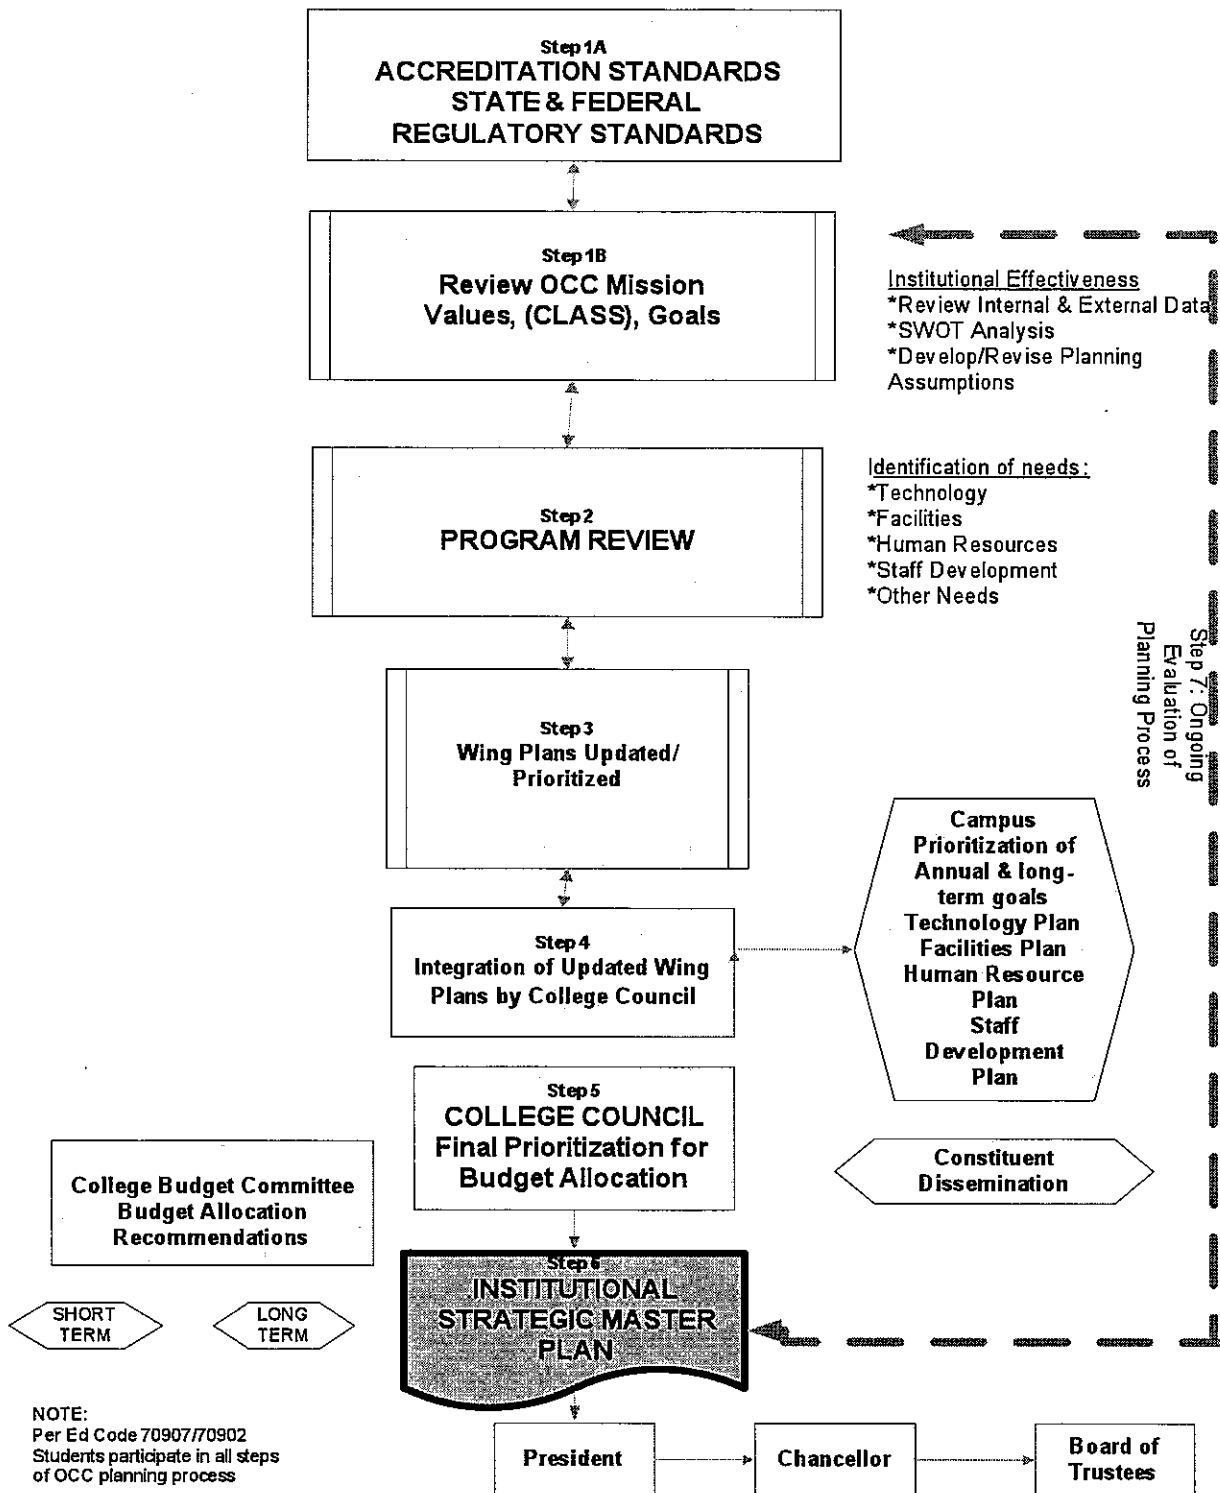 Step 1A
ACCREDITATION STANDARDS
STATE & FEDERAL
REGULATORY STANDARDS
Step 1B
Review OCC Mission
Values, (CLASS), Goals
Institutional Effectiveness
*Review Internal & External Data
*SWOT Analysis
*Develop/Revise Planning
Assumptions
Step 2
PROGRAM REVIEW
Identification of needs:
*Technology
*Facilities
*Human Resources
*Staff Development
*Other Needs
Step 7: Ongoing
Evaluation of
Planning Process
Step 3
Wing Plans Updated/
Prioritized
Step 4
Integration of Updated Wing
Plans by College Council
Campus
Prioritization of
Annual & long-
term goals
Technology Plan
Facilities Plan
Human Resource
Plan
Staff
Development
Plan
Step 5
COLLEGE COUNCIL
Final Prioritization for
Budget Allocation
Constituent
Dissemination
College Budget Committee
Budget Allocation
Recommendations
SHORT
TERM
LONG
TERM
Step 6
INSTITUTIONAL
STRATEGIC MASTER
PLAN
NOTE:
Per Ed Code 70907/70902
Students participate in all steps
of OCC planning process
President
Chancellor
Board of
Trustees